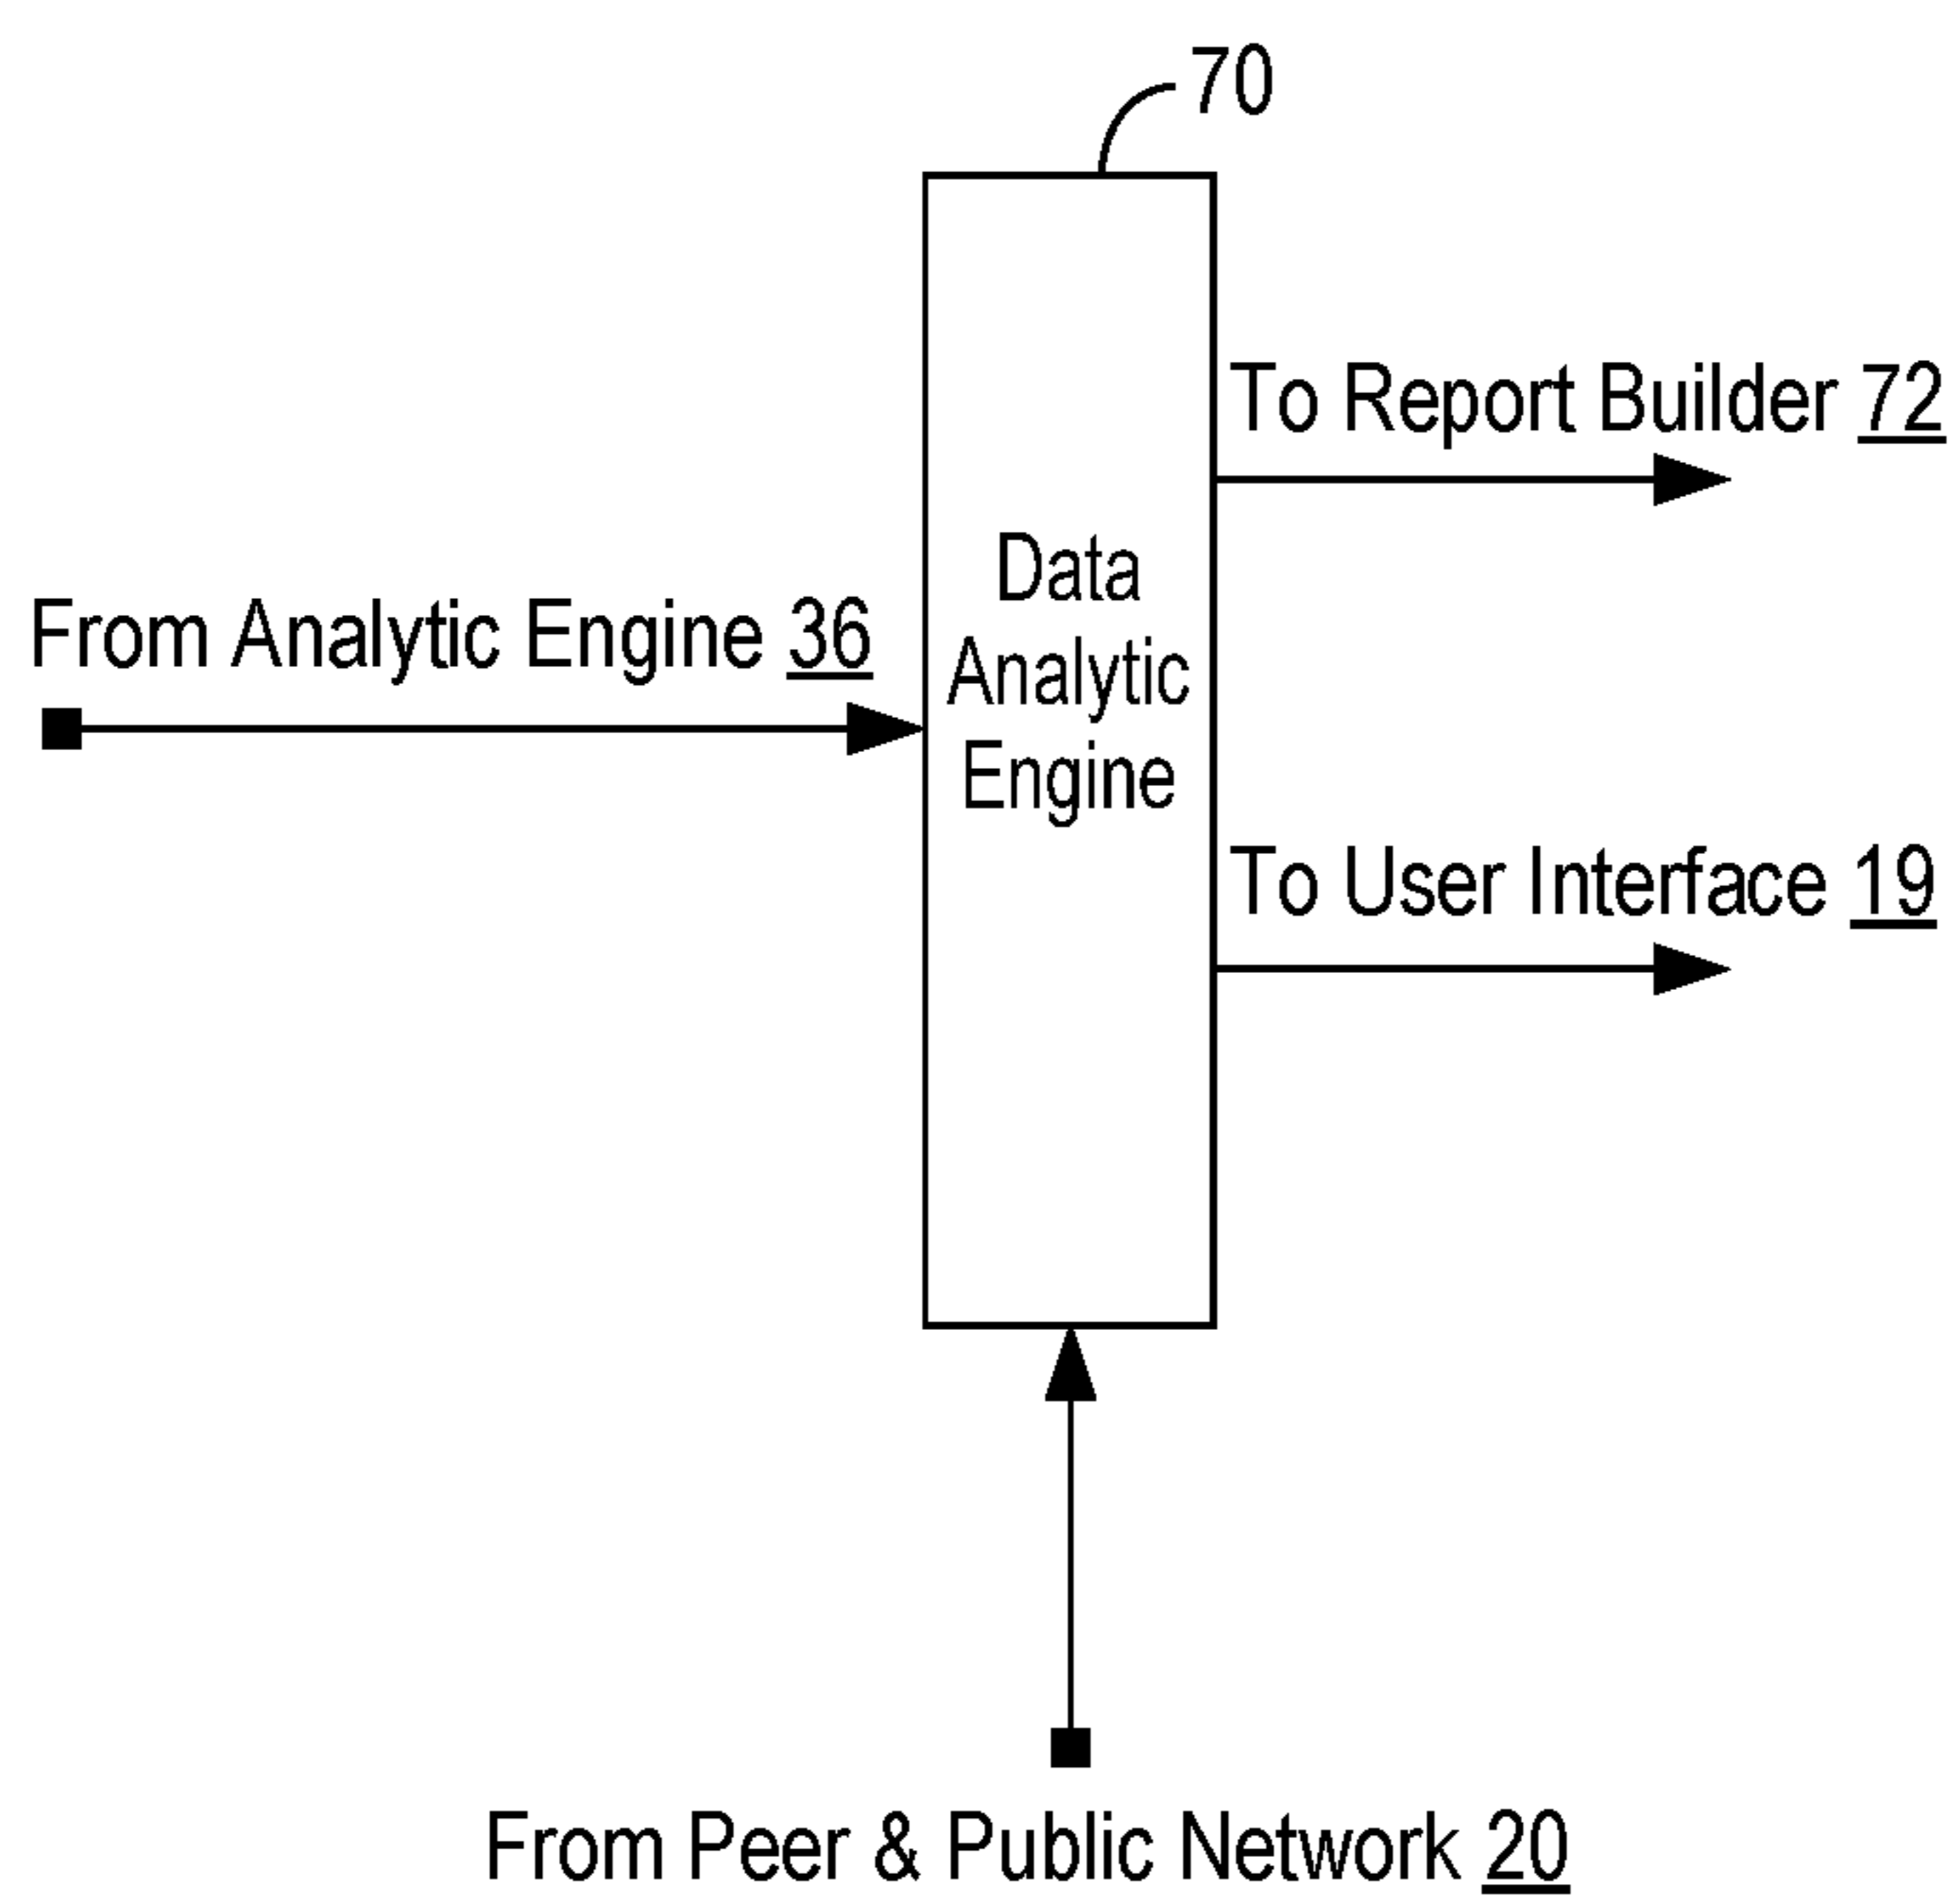 70
To Report Builder 72
Data
Analytic
Engine
From Analytic Engine 36
To User Interface 19
From Peer & Public Network 20